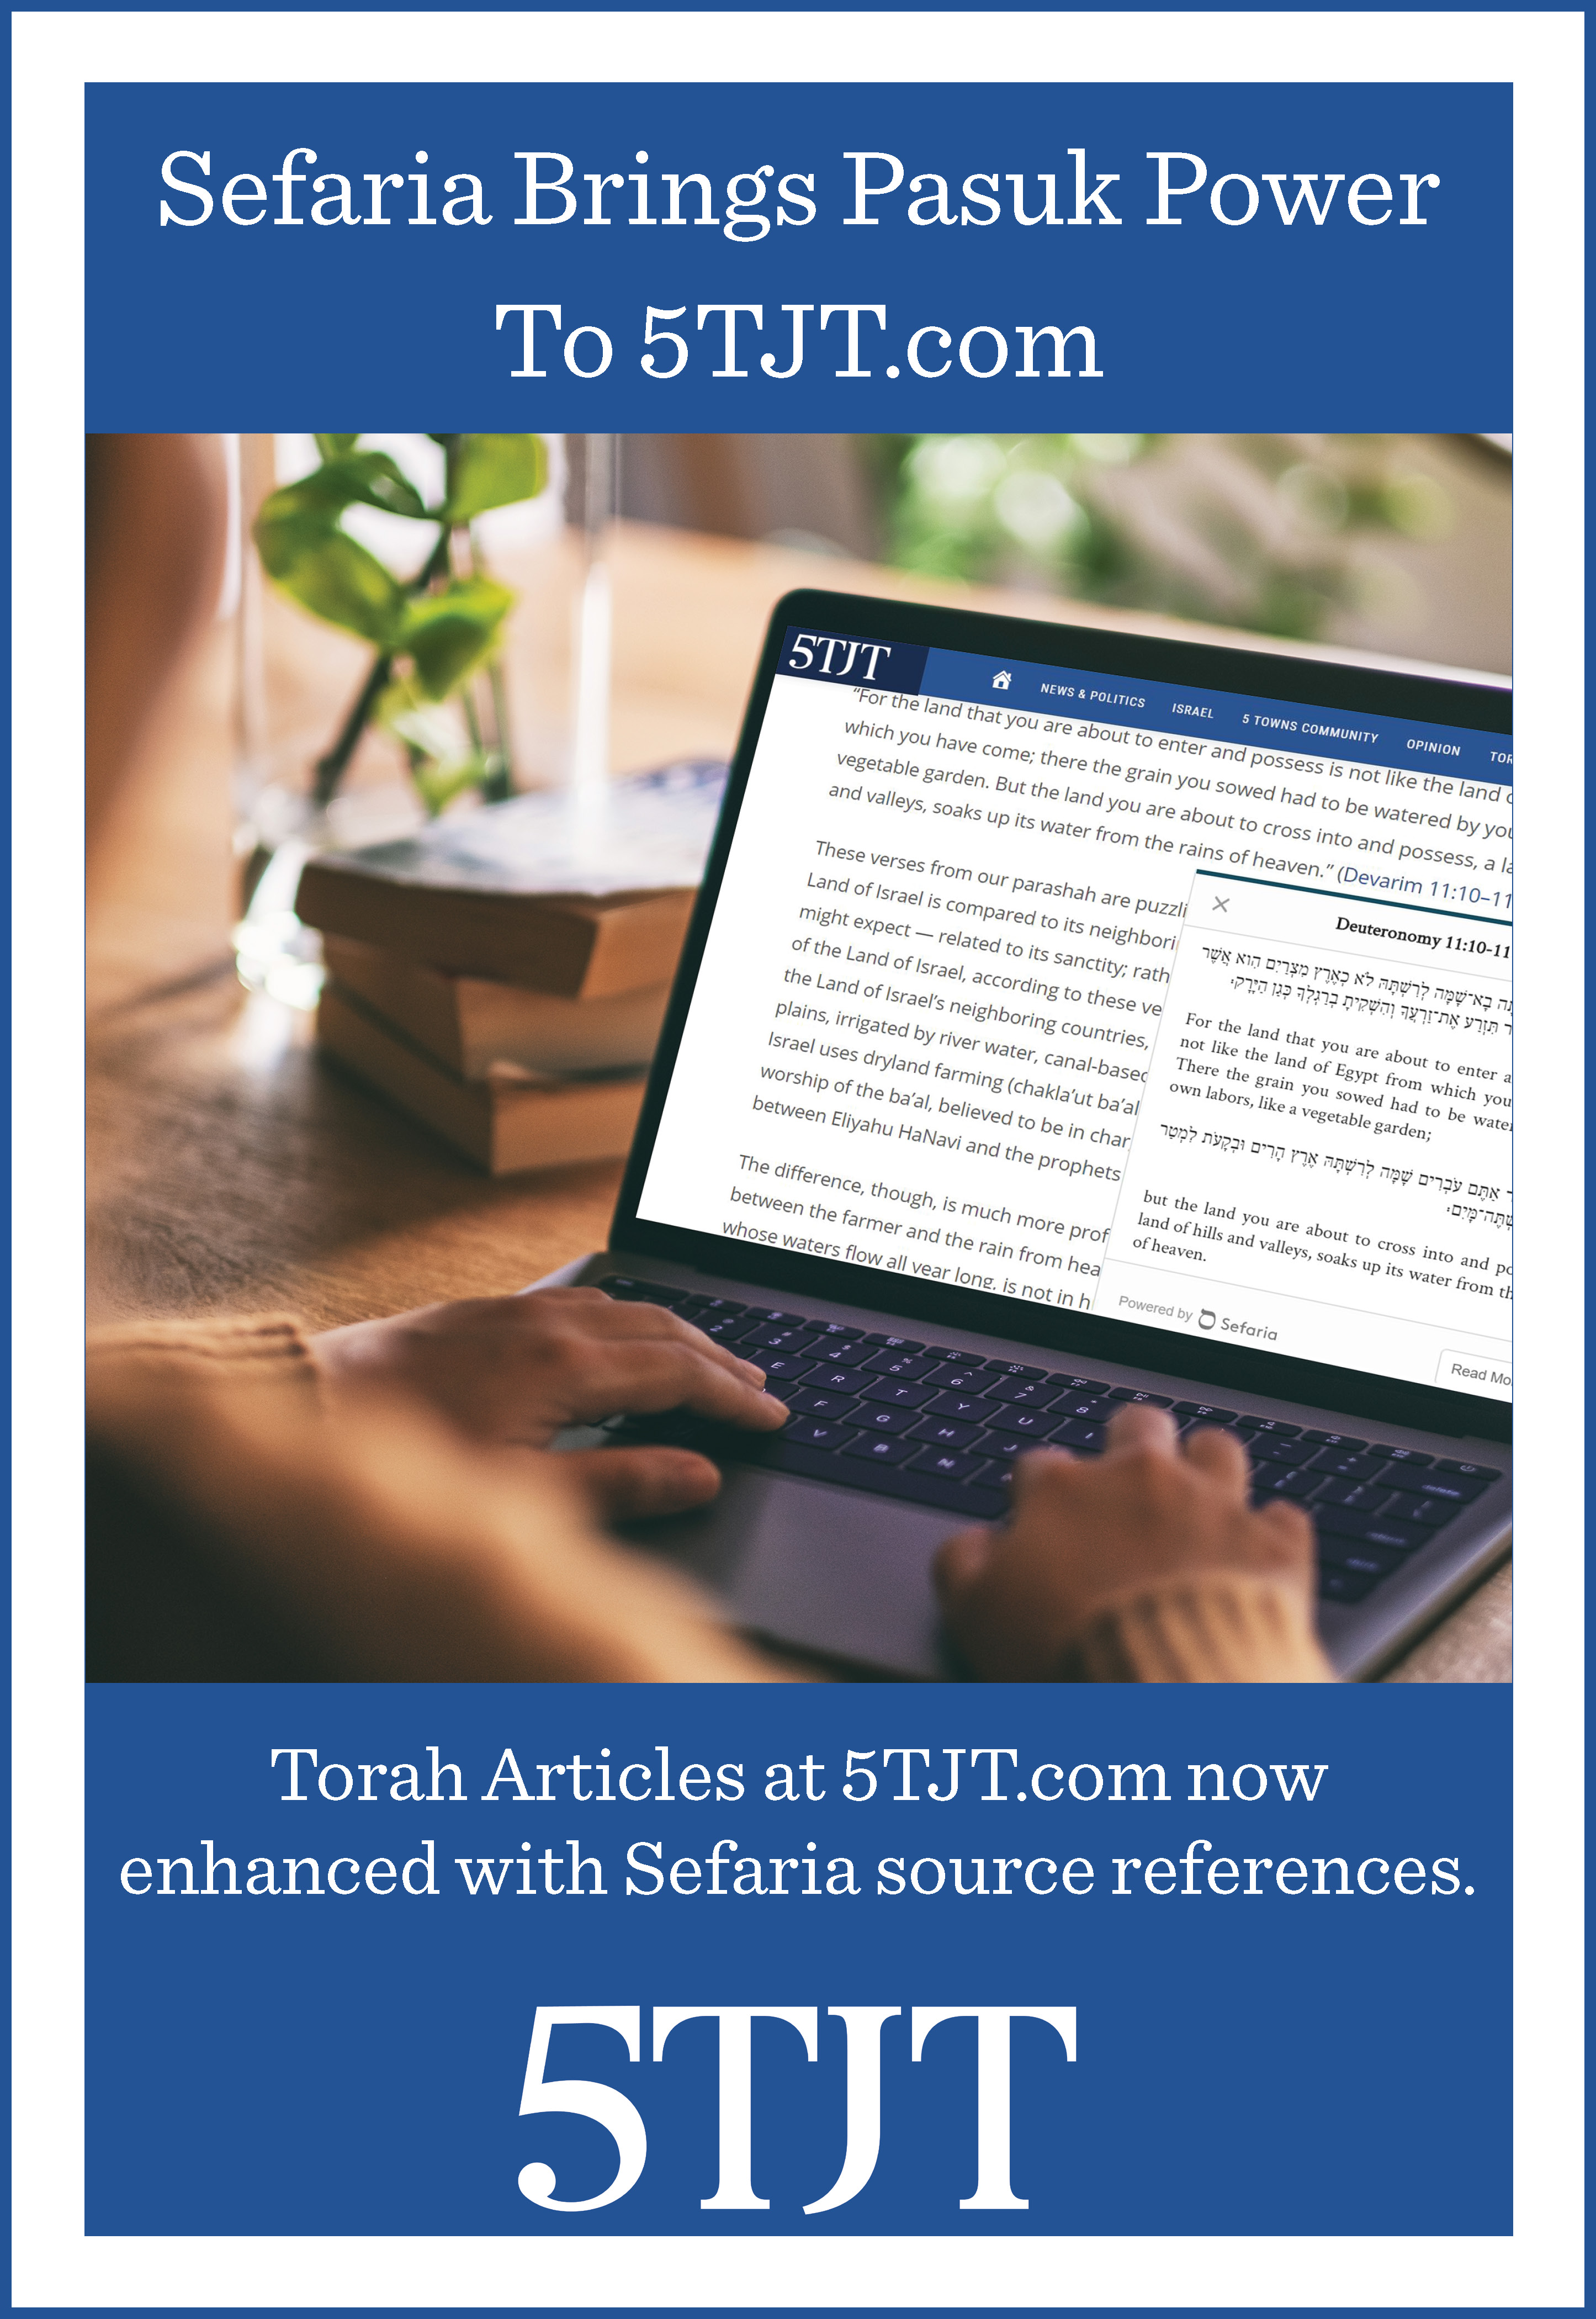 Sefaria Brings Pasuk Power
To 5TJT.com
5TJT
NEWS & POLITICS
ISRAEL
5 TOWNS COMMUNITY
OPINION
"For the land that you are about to enter and possess is not like the land
which you have come; there the grain you sowed had to be watered by
vegetable garden. But the land you are about to cross into and possess, a
and valleys, soaks up its water from the rains of heaven." (Devarim 11:10–11
These verses from our parashah are
Land of Israel is compared to its
might expect — related to its sanctity;
of the Land of Israel, according to these
the Land of Israel's neighboring countries,
plains, irrigated by river water,
Israel uses dryland farming (chakla'ut ba'al
worship of the ba'al, believed to be in
between Eliyahu HaNavi and the prophets
The difference, though, is much more
between the farmer and the rain from
whose waters flow all year long, is not in
Deuteronomy 11:10-11
בָא־שָׁמָּה לְרִשְׁתָּהּ לֹא כְאֶרֶץ מִצְרַיִם הִוא אֲשֶׁר
תִּזְרַע אֶת־זַרְעֲךָ וְהִשְׁקִיתָ בְרַגְלְךָ כְּגַן הַיָּרָק׃
For the land that you are about to enter
not like the land of Egypt from which you
There the grain you sowed had to be
own labors, like a vegetable garden;
אַתֶּם עֹבְרִים שָׁמָּה לְרִשְׁתָּהּ אֶרֶץ הָרִים וּבְקָעֹת לִמְטַר
מָּיִם׃
but the land you are about to cross into and
land of hills and valleys, soaks up its water from
of heaven.
Powered by Sefaria
Read
Torah Articles at 5TJT.com now
enhanced with Sefaria source references.
5TJT